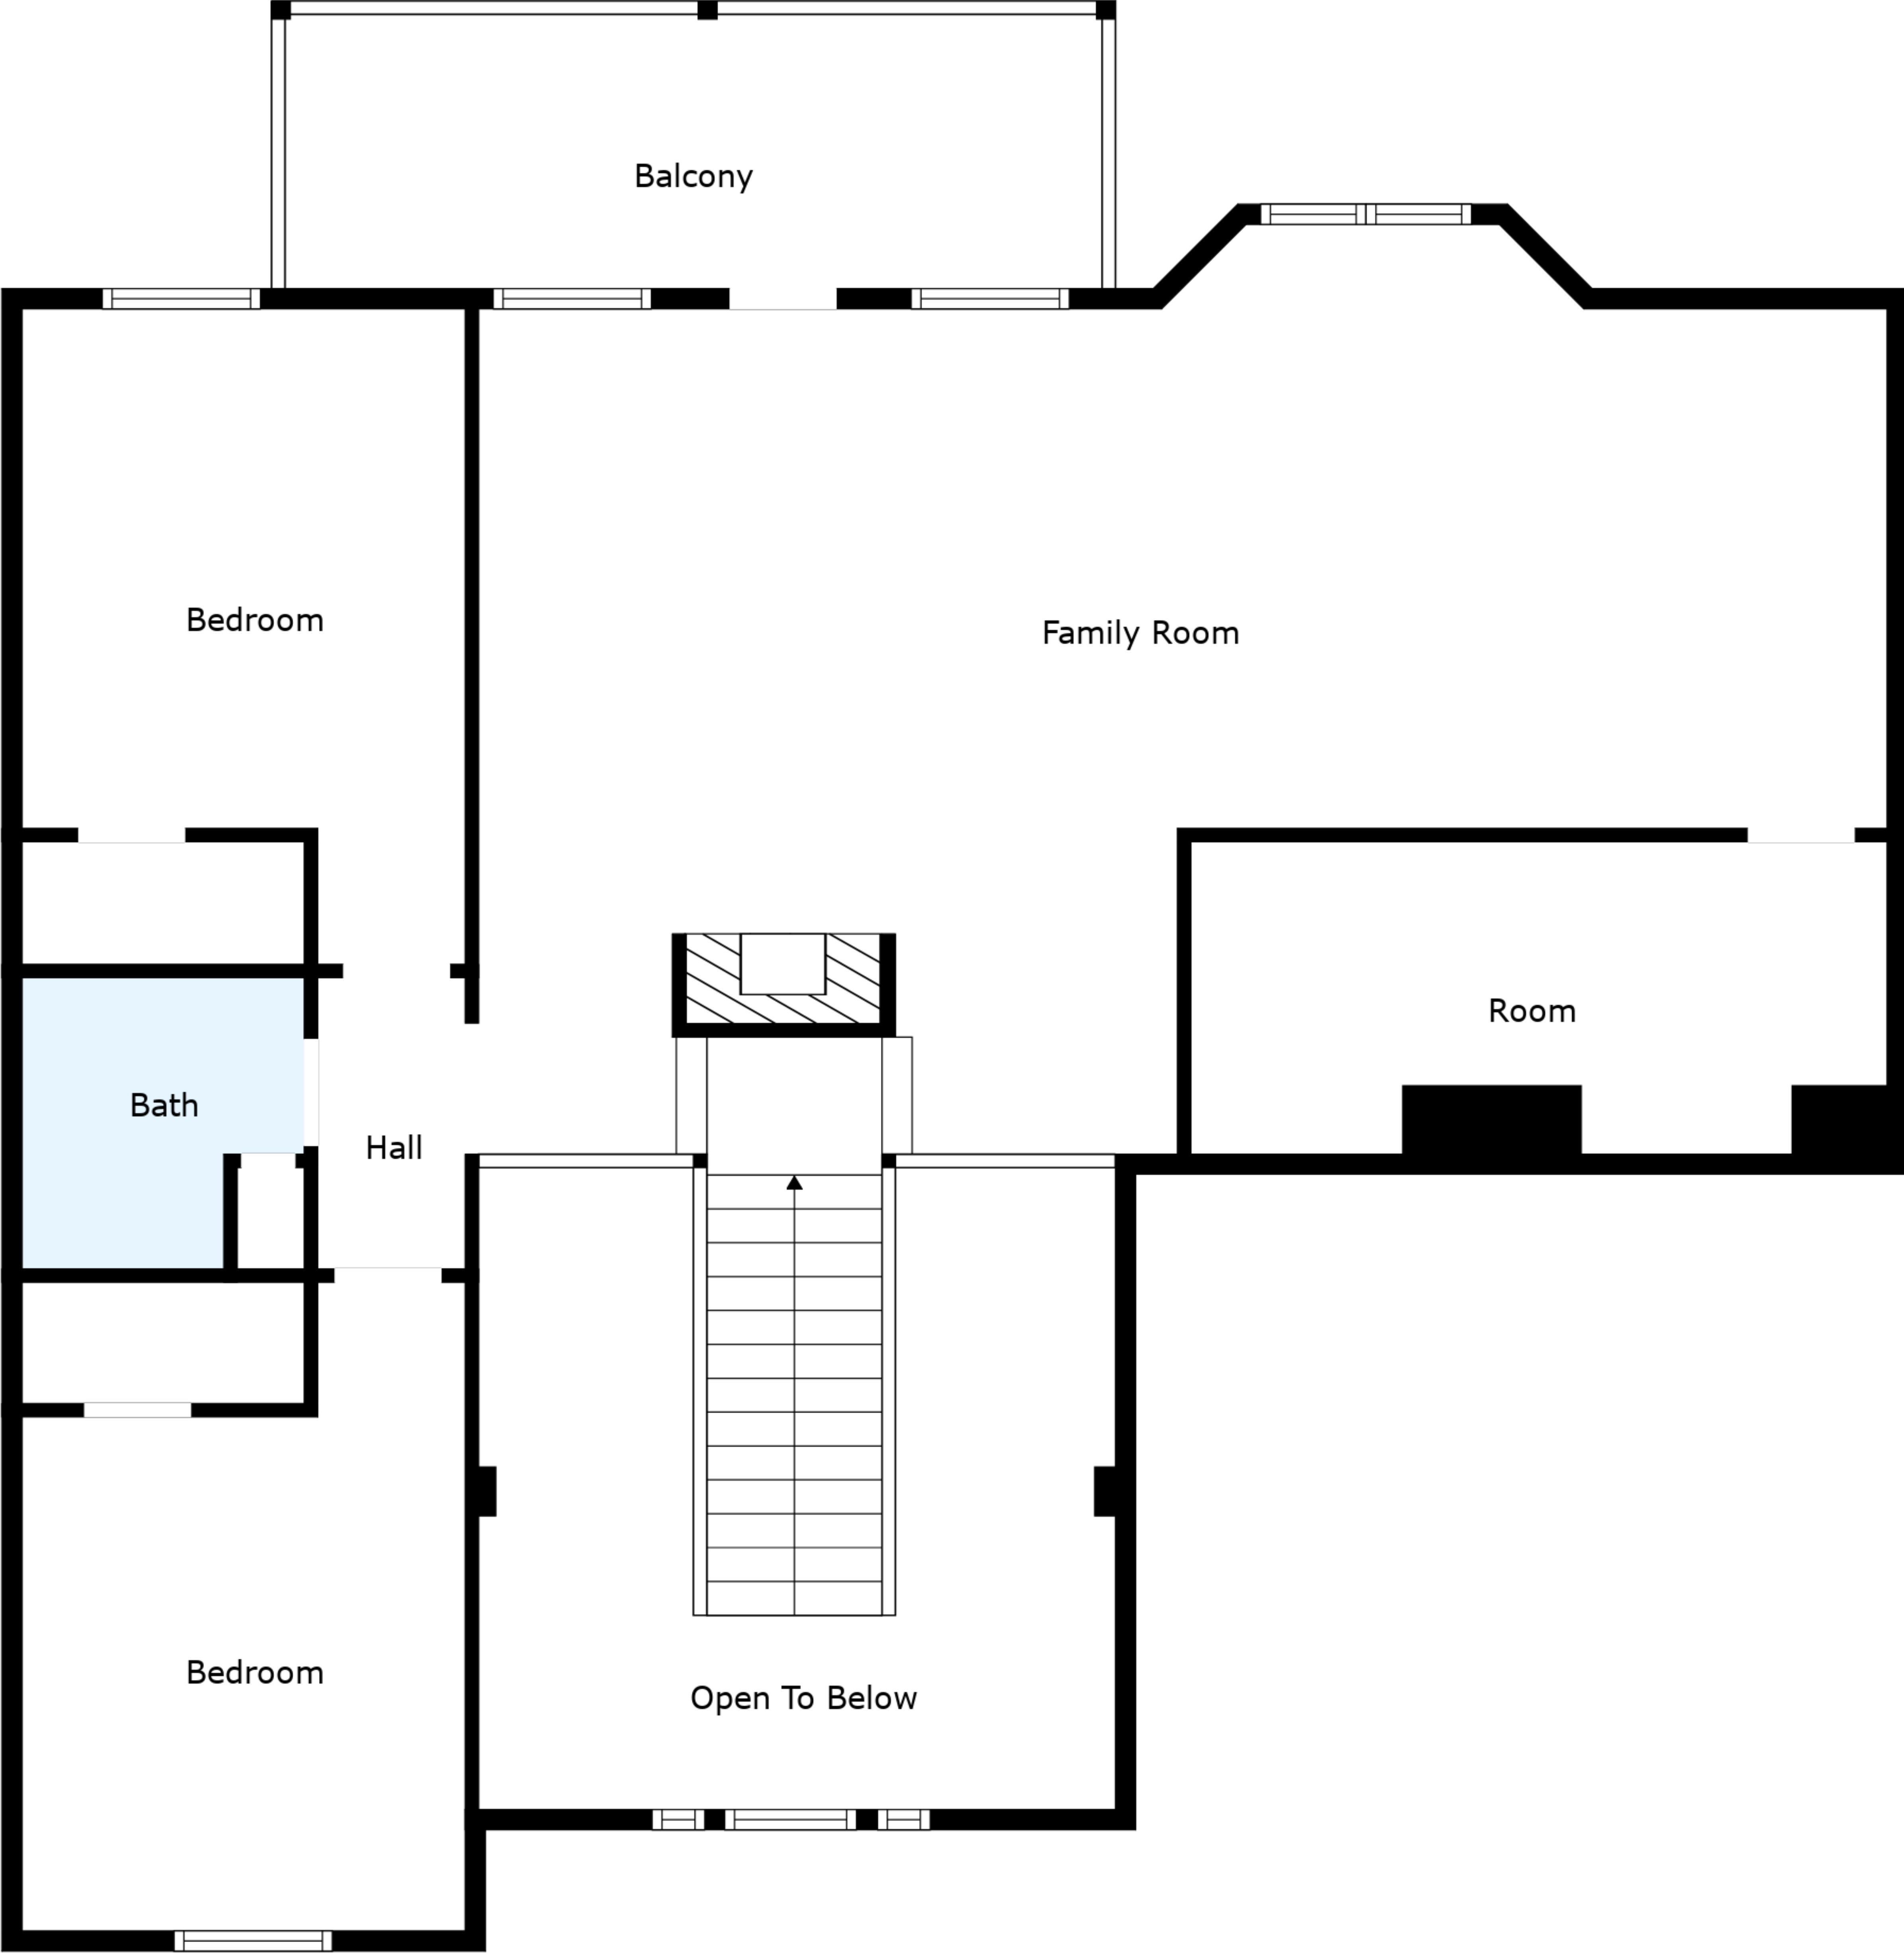 Balcony
Bedroom
Family Room
Room
Bath
Hall
Bedroom
Open To Below